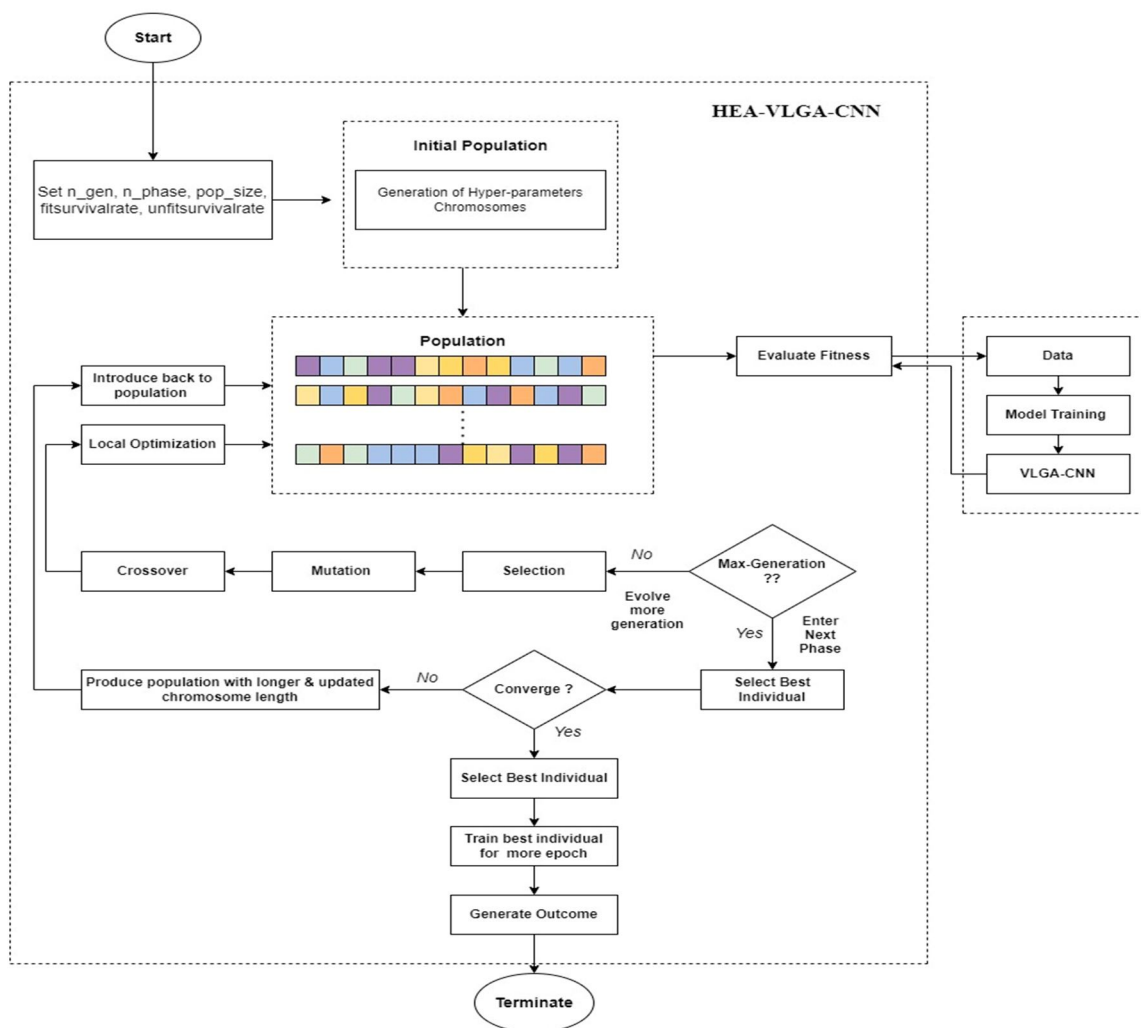 Start
HEA-VLGA-CNN
Set n_gen, n_phase, pop_size,
fitsurvivalrate, unfitsurvivalrate
Initial Population
Generation of Hyper-parameters
Chromosomes
Population
Introduce back to
population
Local Optimization
Evaluate Fitness
Data
Model Training
VLGA-CNN
Max-Generation
??
No
Evolve
more
generation
Selection
Mutation
Crossover
Yes
Enter
Next
Phase
Select Best
Individual
Converge ?
No
Produce population with longer & updated
chromosome length
Yes
Select Best Individual
Train best individual
for more epoch
Generate Outcome
Terminate